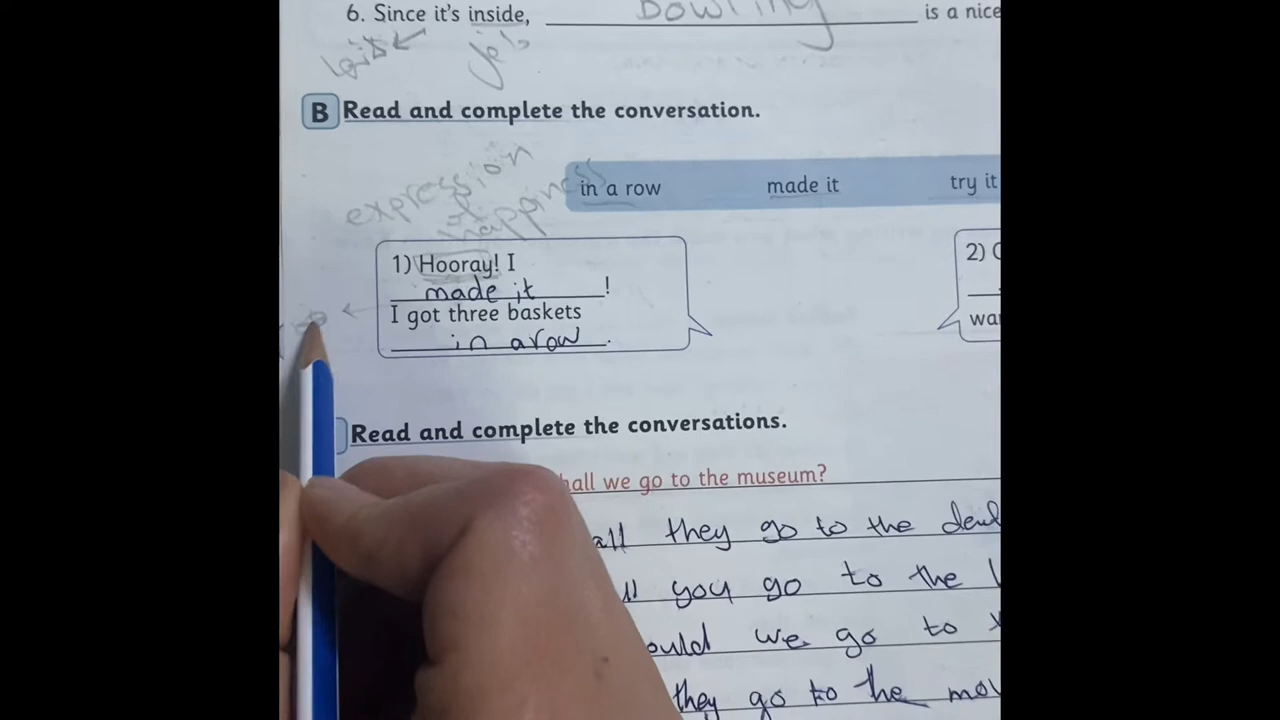 6. Since it's inside, Bowling is a nice
B Read and complete the conversation.
expression
of
happiness
in a row made it try it
1) Hooray! I
made it!
I got three baskets
in a row.
2)
Read and complete the conversations.
hall we go to the museum?
all they go to the
you go to the
ould we go to
they go to the mov